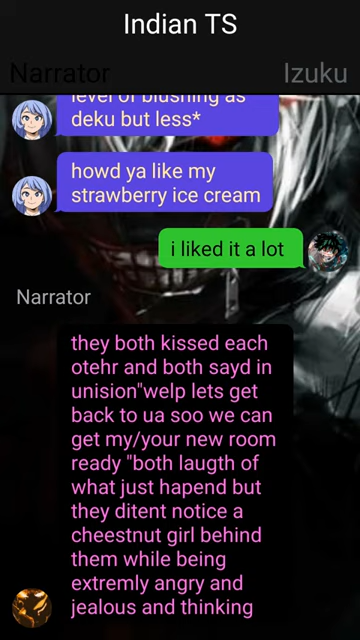 Indian TS
Narrator
Izuku
level of blushing as
deku but less*
howd ya like my
strawberry ice cream
i liked it a lot
Narrator
they both kissed each
otehr and both sayd in
unision"welp lets get
back to ua soo we can
get my/your new room
ready "both laugth of
what just hapend but
they ditent notice a
cheestnut girl behind
them while being
extremly angry and
jealous and thinking